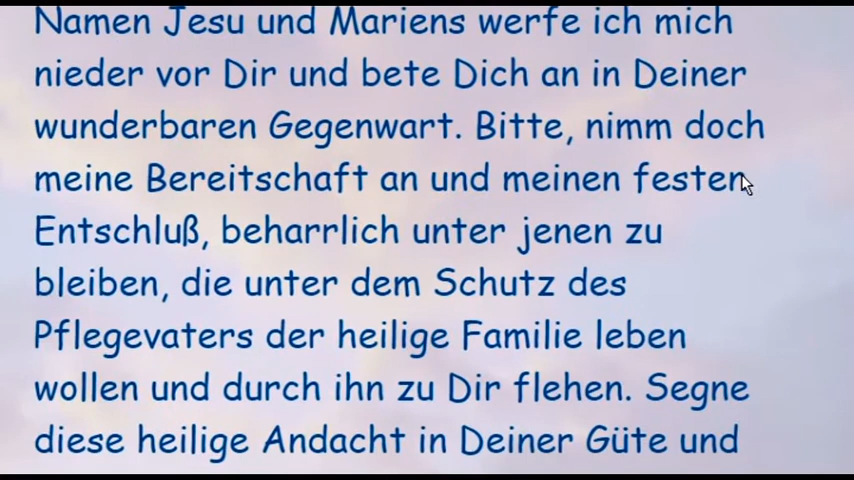 Namen Jesu und Mariens werfe ich mich
nieder vor Dir und bete Dich an in Deiner
wunderbaren Gegenwart. Bitte, nimm doch
meine Bereitschaft an und meinen festen
Entschluß, beharrlich unter jenen zu
bleiben, die unter dem Schutz des
Pflegevaters der heilige Familie leben
wollen und durch ihn zu Dir flehen. Segne
diese heilige Andacht in Deiner Güte und